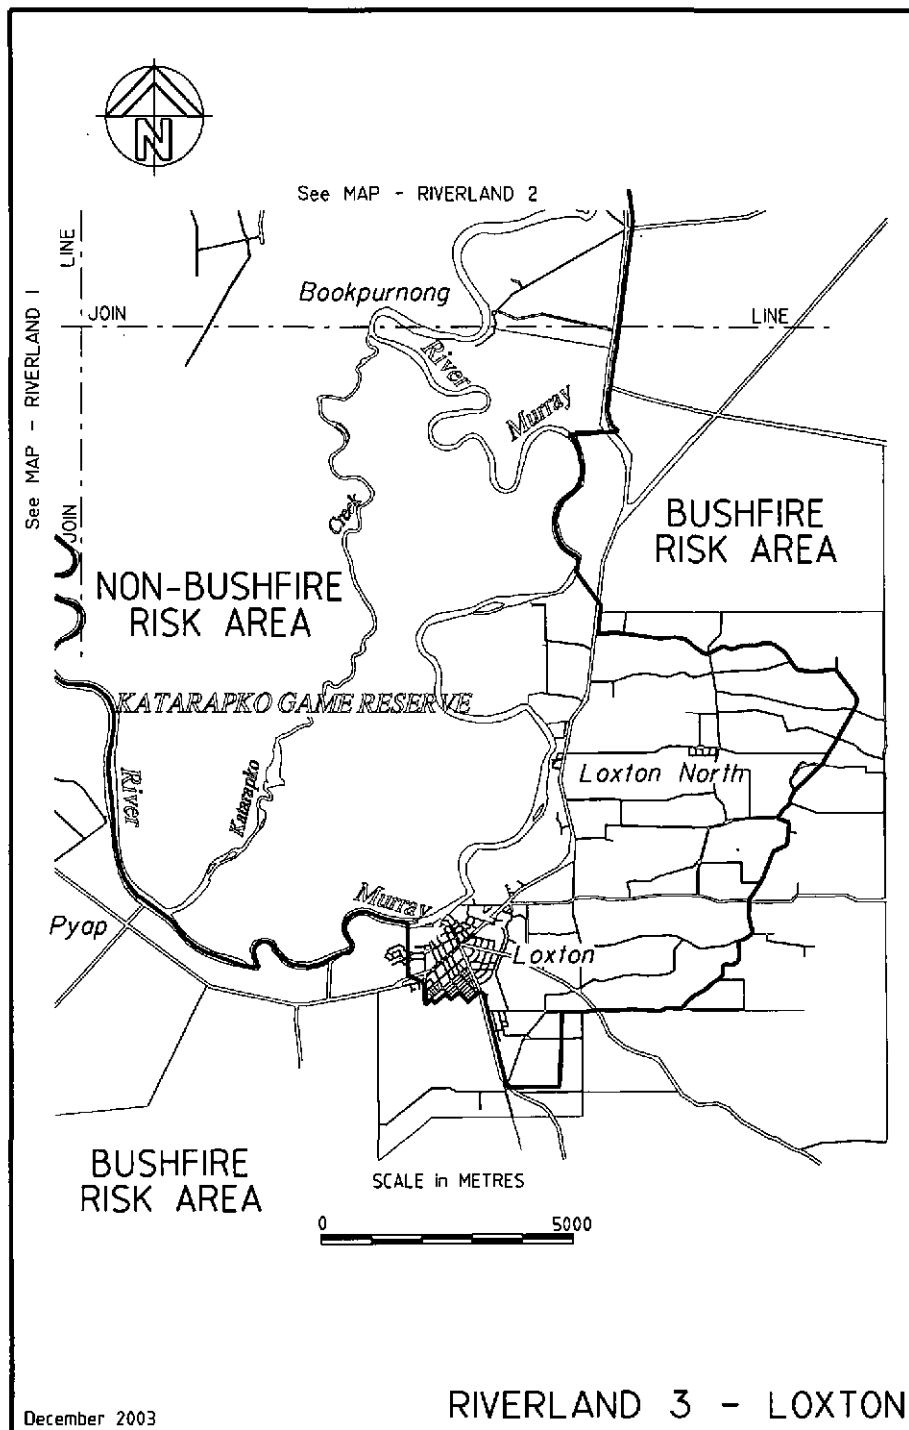 N
See MAP - RIVERLAND 2
LINE
See MAP - RIVERLAND 1
JOIN
LINE
Bookpurnong
River
Murray
JOIN
Creek
BUSHFIRE
RISK AREA
NON-BUSHFIRE
RISK AREA
KATARAPKO GAME RESERVE
River
Katarapko
Loxton North
Murray
Pyap
Loxton
BUSHFIRE
RISK AREA
SCALE in METRES
0 5000
December 2003
RIVERLAND 3 - LOXTON